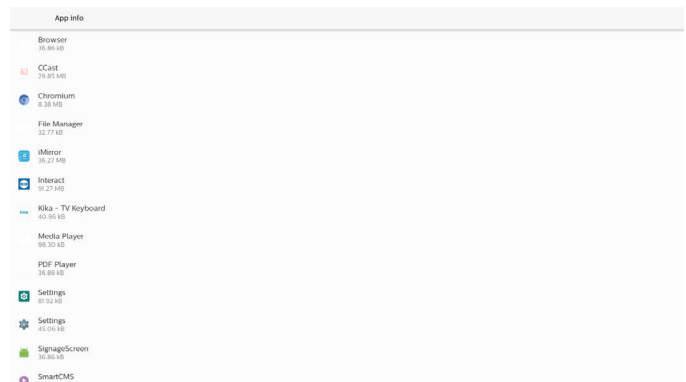 App info
Browser
36.86 kB
CCast
29.85 MB
Chromium
8.38 MB
File Manager
32.77 kB
iMirror
36.27 MB
Interact
91.27 MB
Kika - TV Keyboard
40.96 kB
Media Player
98.30 kB
PDF Player
36.86 kB
Settings
81.92 kB
Settings
45.06 kB
SignageScreen
36.86 kB
SmartCMS